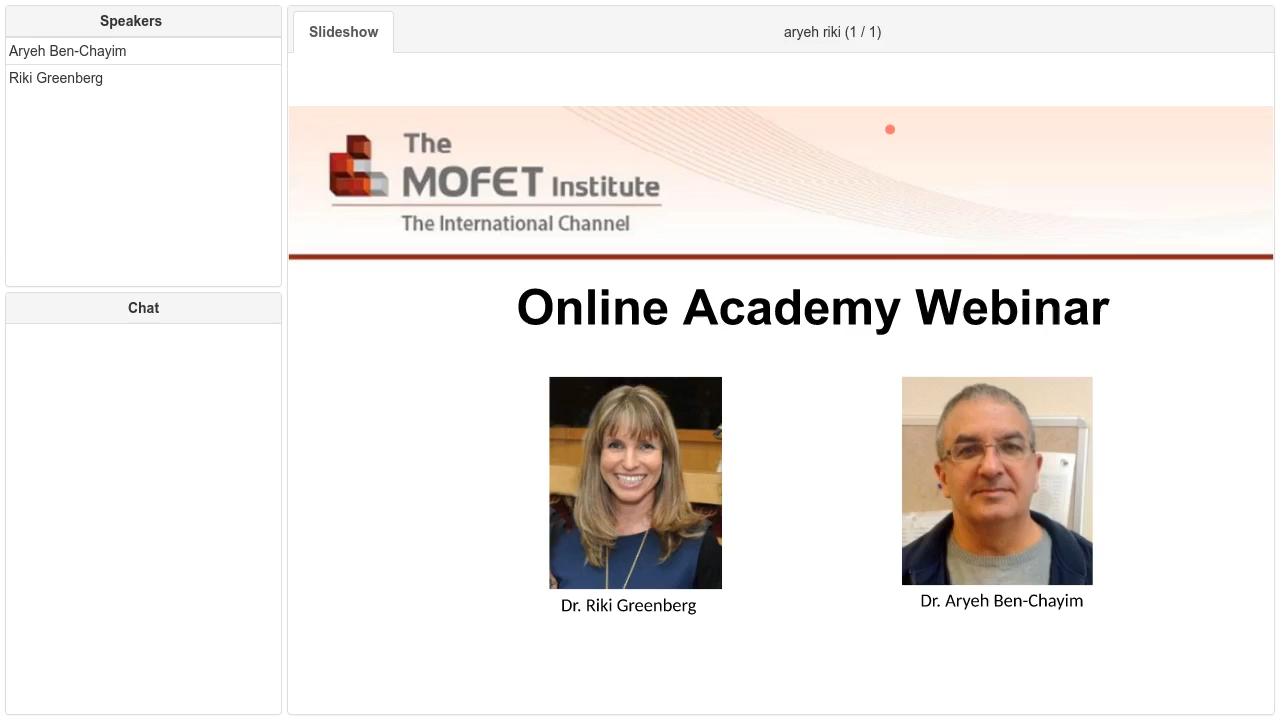 Speakers
Aryeh Ben-Chayim
Riki Greenberg
Chat
Slideshow
aryeh riki (1 / 1)
The
MOFET Institute
The International Channel
Online Academy Webinar
Dr. Riki Greenberg
Dr. Aryeh Ben-Chayim